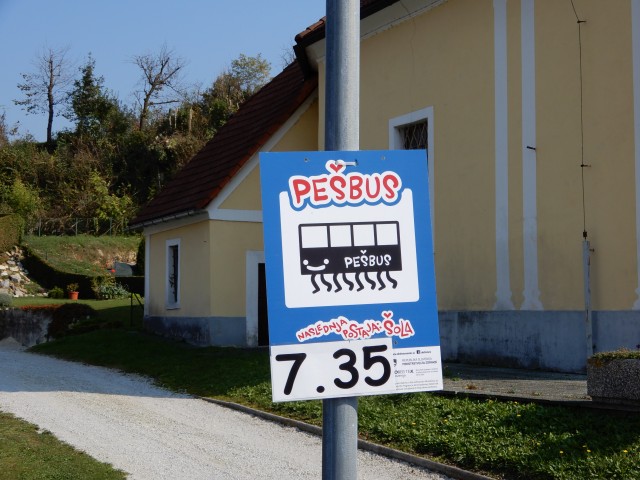 PEŠBUS
PEŠBUS
NASLEDNJA POSTAJA: ŠOLA
7.35